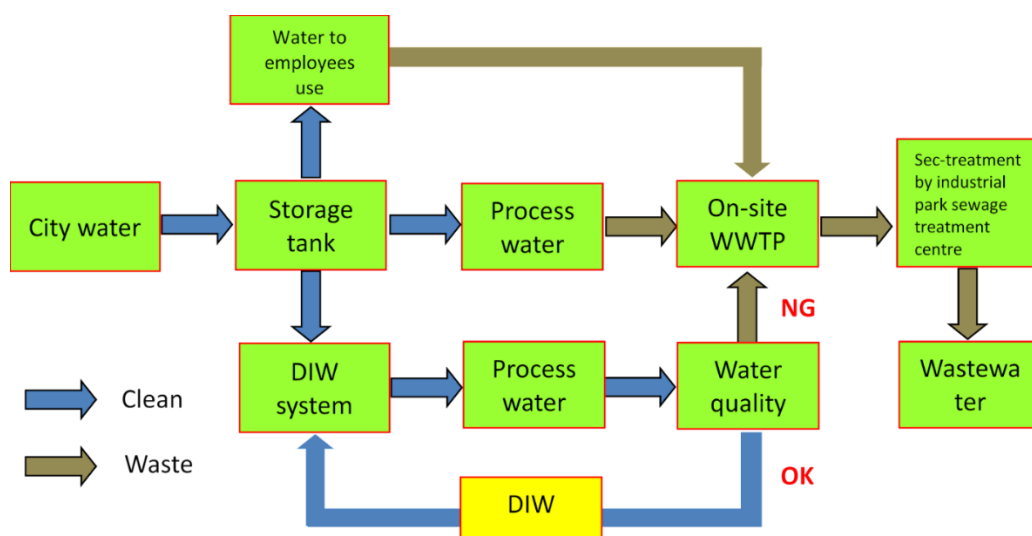 Water to
employees
use
City water
Storage
tank
Process
water
On-site
WWTP
Sec-treatment
by industrial
park sewage
treatment
centre
NG
DIW
system
Process
water
Water
quality
Wastewa
ter
Clean
Waste
OK
DIW